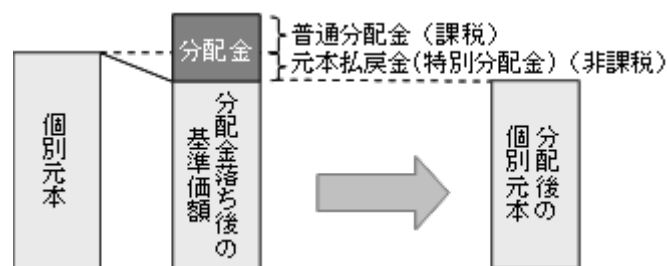 分配金
普通分配金（課税）
元本払戻金(特別分配金)（非課税）
個別元本
分配金落ち後の
基準価額
分配後の
個別元本